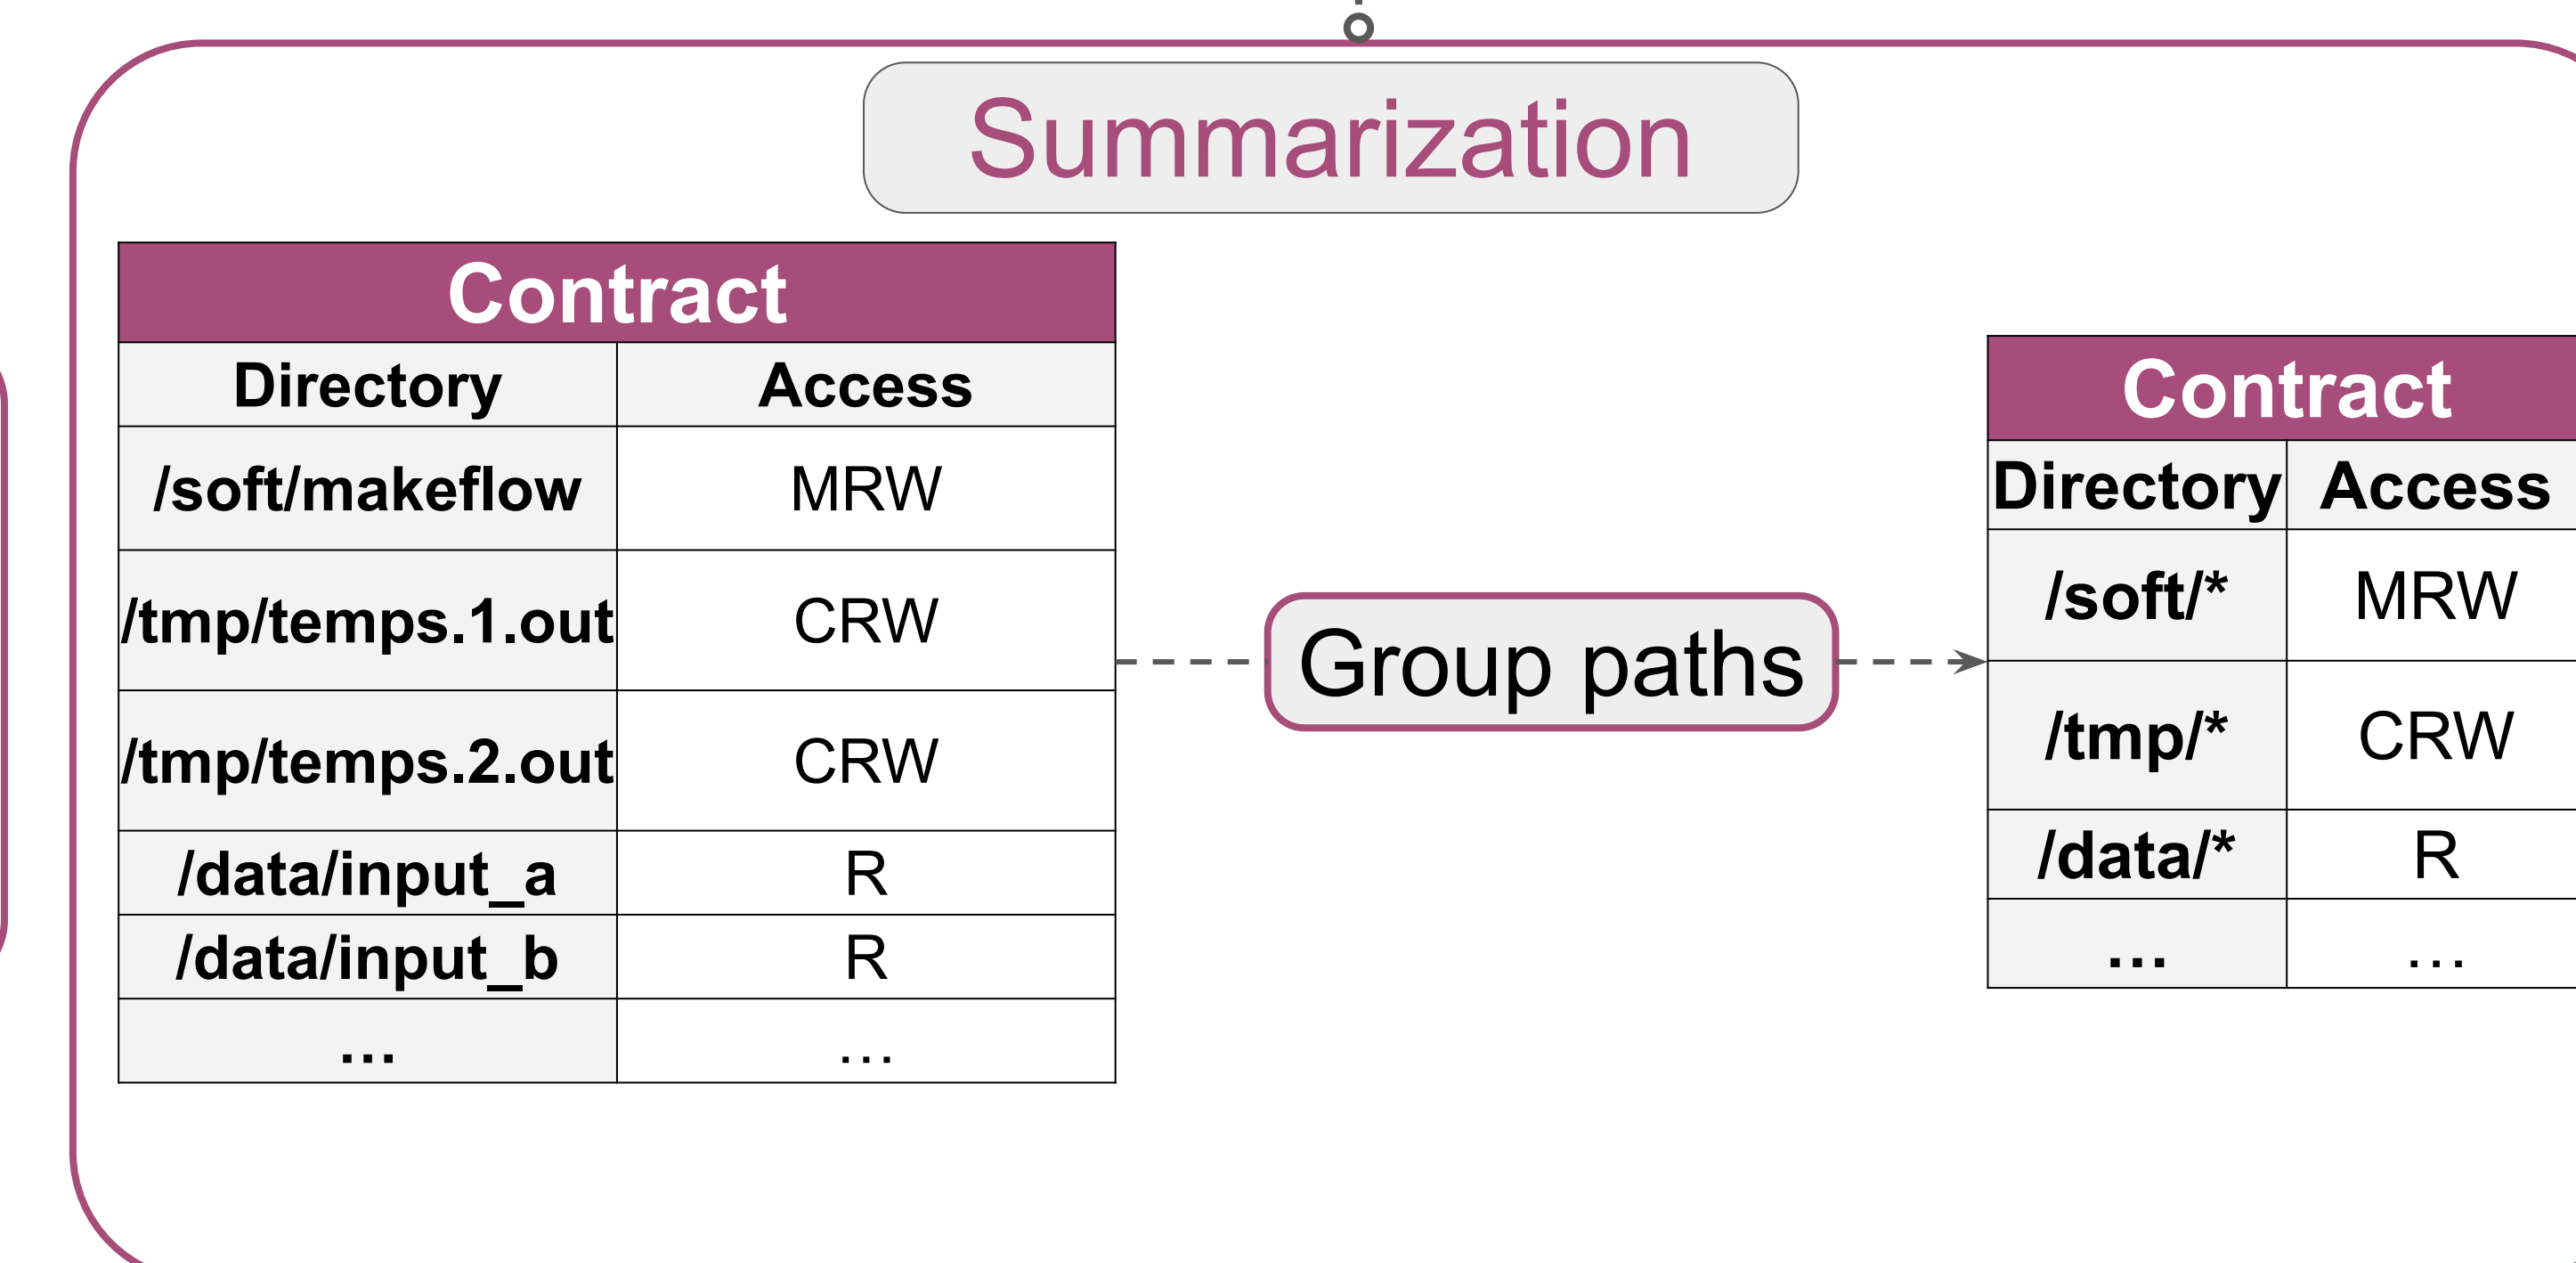 Summarization
Contract
Directory Access
/soft/makeflow MRW
/tmp/temps.1.out CRW
/tmp/temps.2.out CRW
/data/input_a R
/data/input_b R
... ...
Group paths
Contract
Directory Access
/soft/* MRW
/tmp/* CRW
/data/* R
... ...